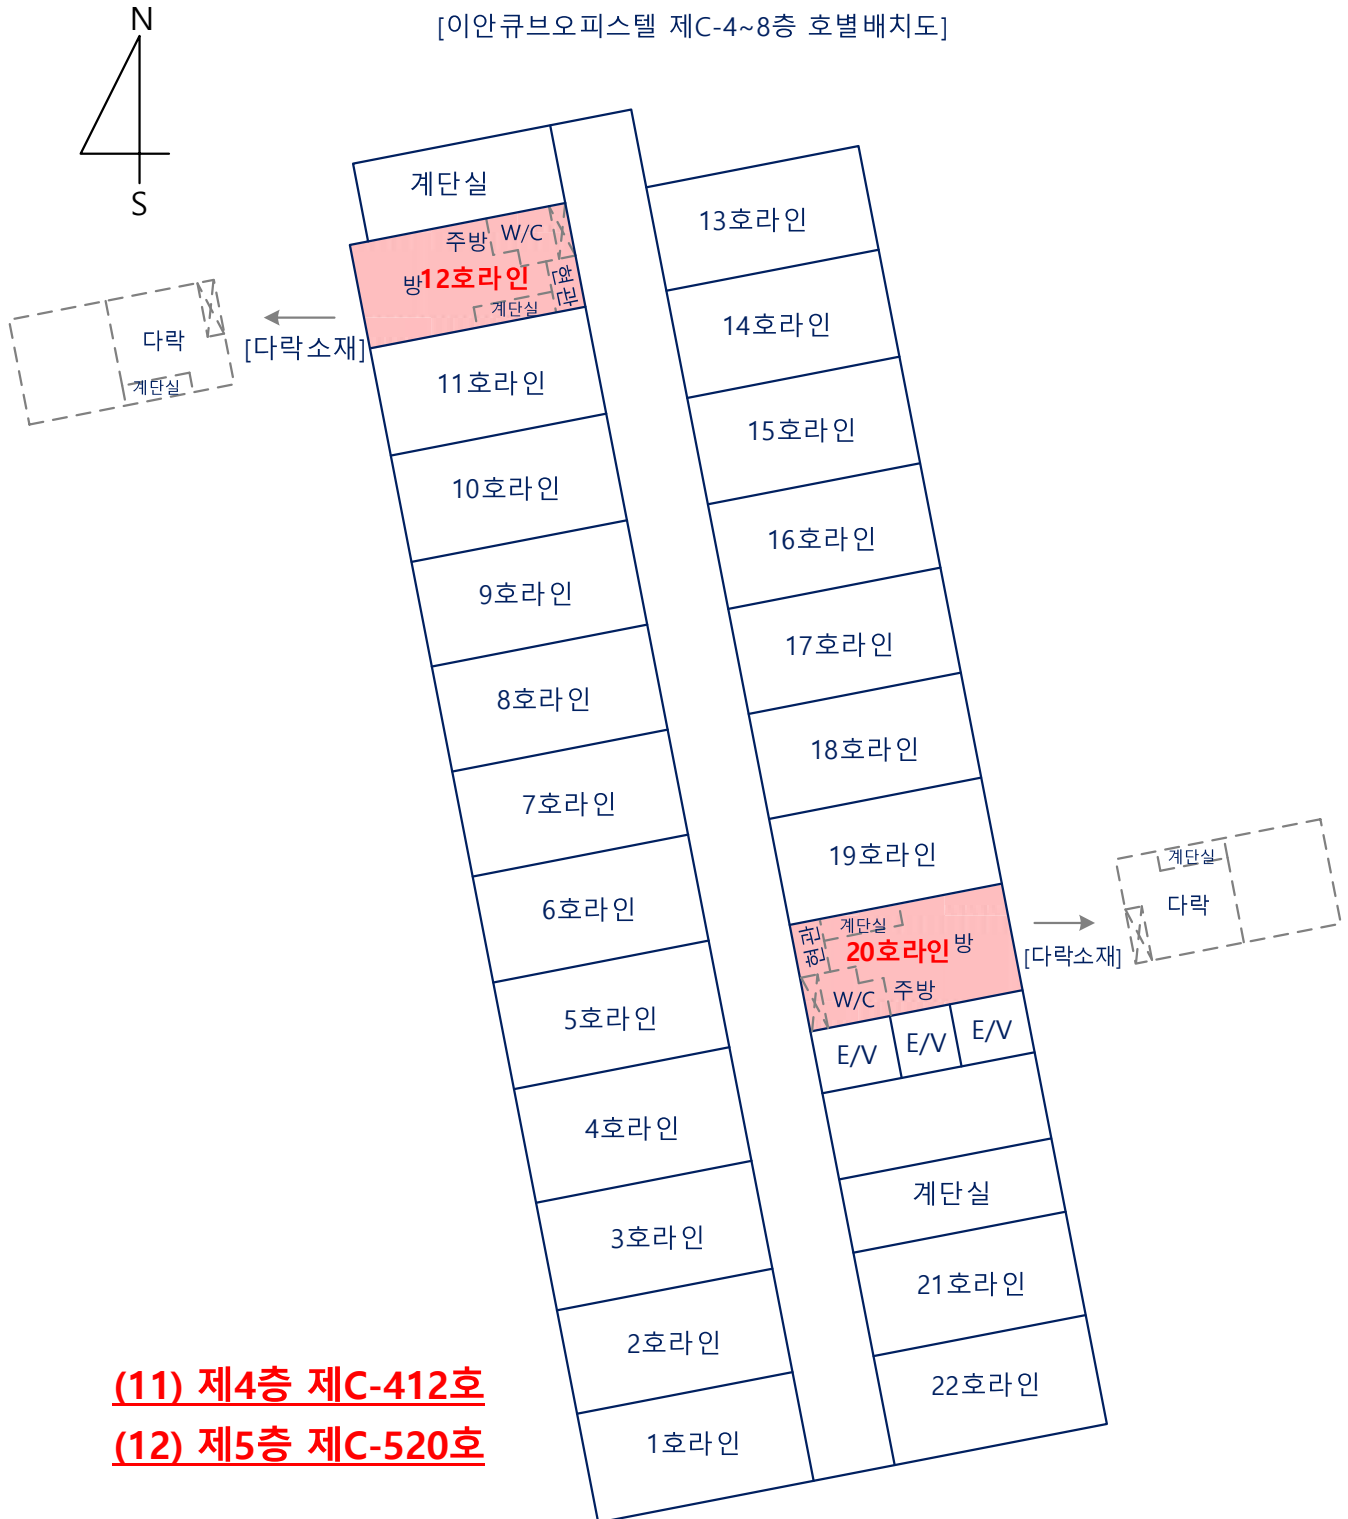 N
[이안큐브오피스텔 제C-4~8층 호별배치도]
S
계단실
13호라인
주방
W/C
방
12호라인
현관
계단실
14호라인
다락
계단실
[다락소재]
11호라인
15호라인
10호라인
16호라인
9호라인
17호라인
8호라인
18호라인
7호라인
19호라인
계단실
다락
6호라인
현관
계단실
20호라인
방
[다락소재]
W/C
주방
5호라인
E/V
E/V
E/V
4호라인
계단실
3호라인
21호라인
2호라인
22호라인
1호라인
(11) 제4층 제C-412호
(12) 제5층 제C-520호